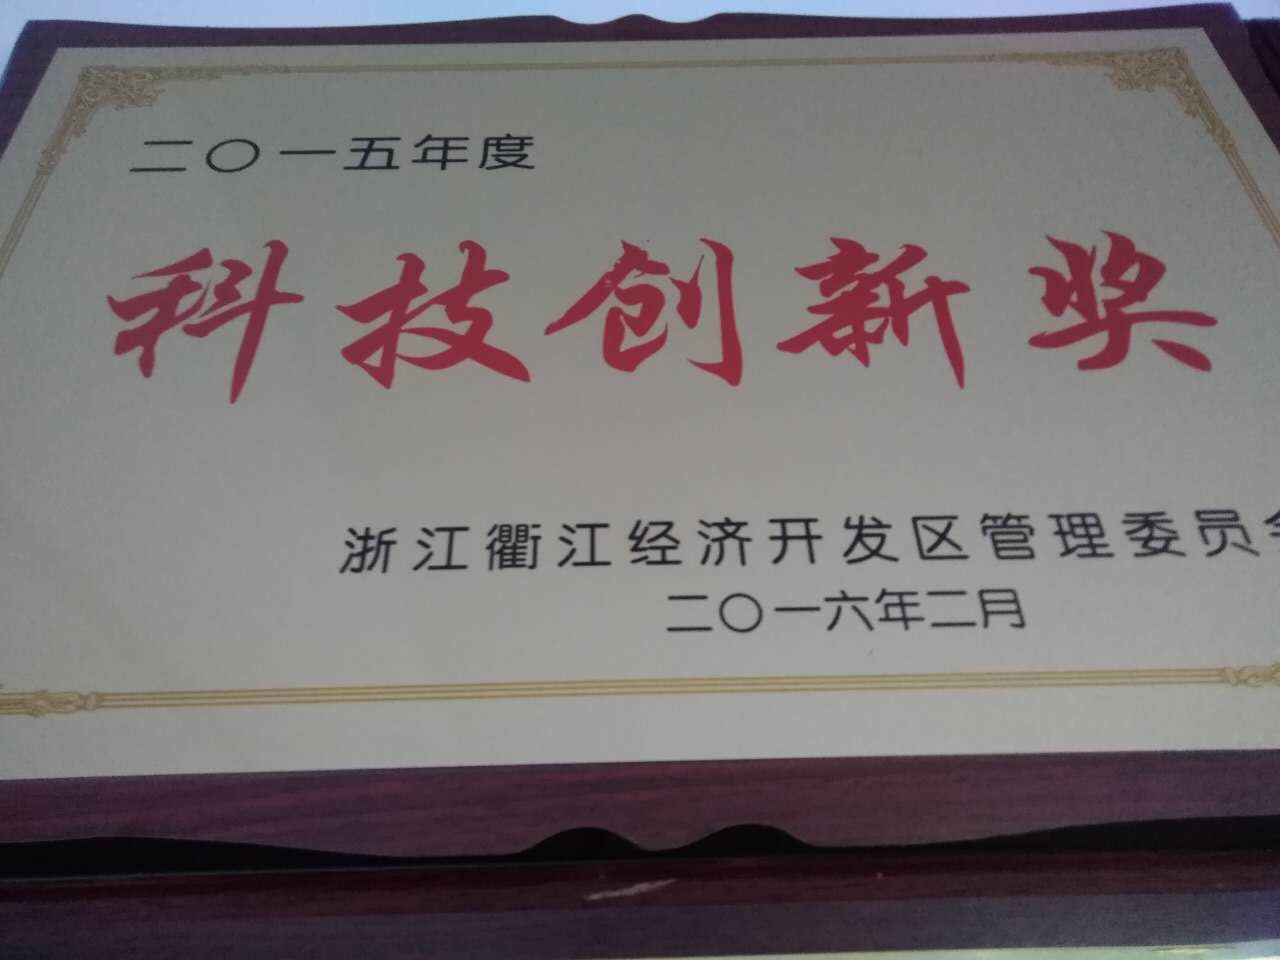 二〇一五年度
科技创新奖
浙江衢江经济开发区管理委员会
二〇一六年二月